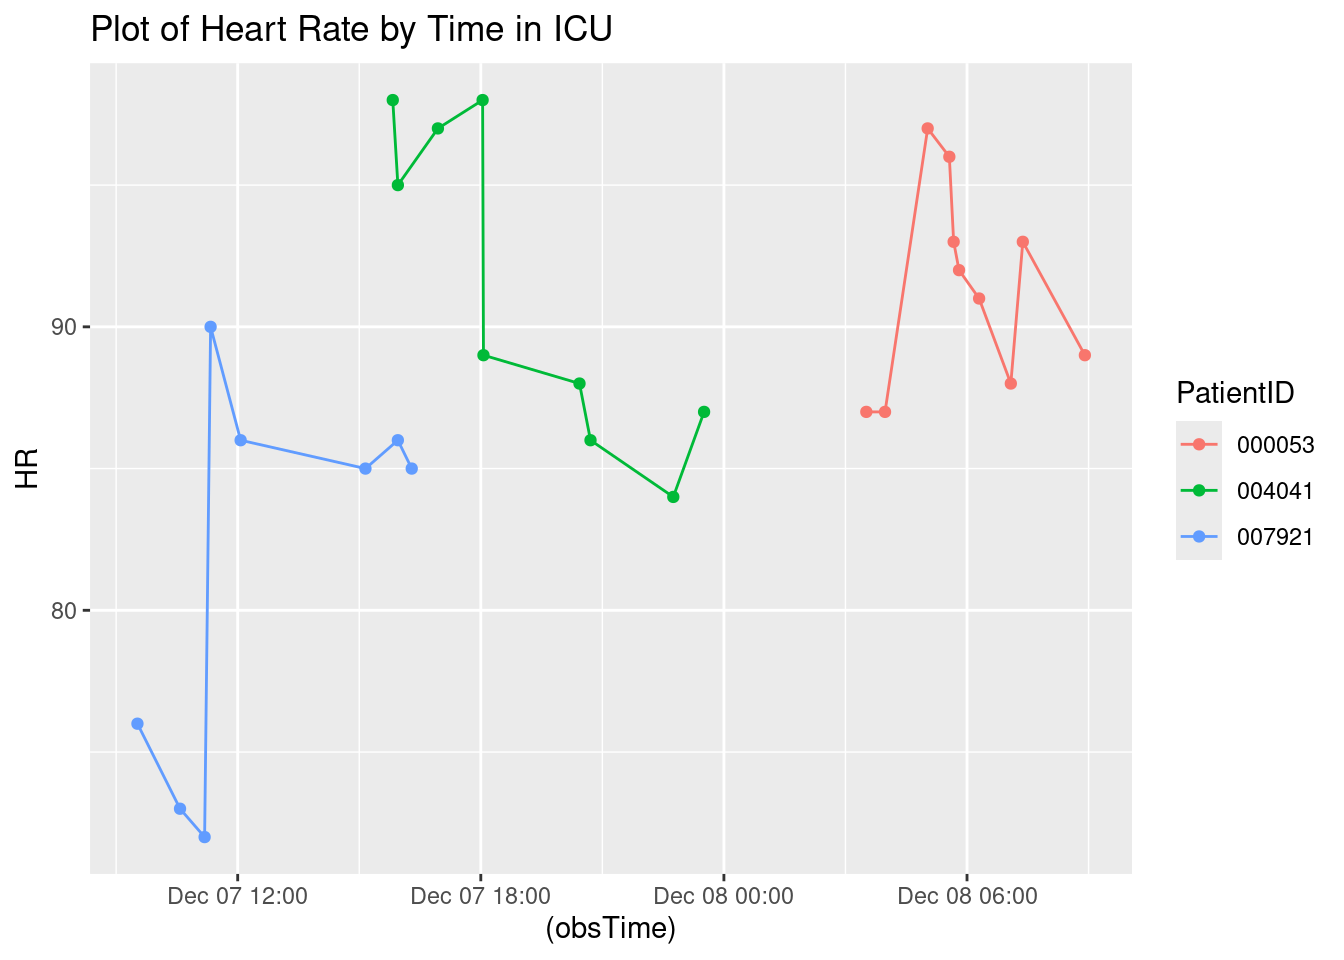 Plot of Heart Rate by Time in ICU
HR
90
80
Dec 07 12:00
Dec 07 18:00
Dec 08 00:00
Dec 08 06:00
(obsTime)
PatientID
000053
004041
007921